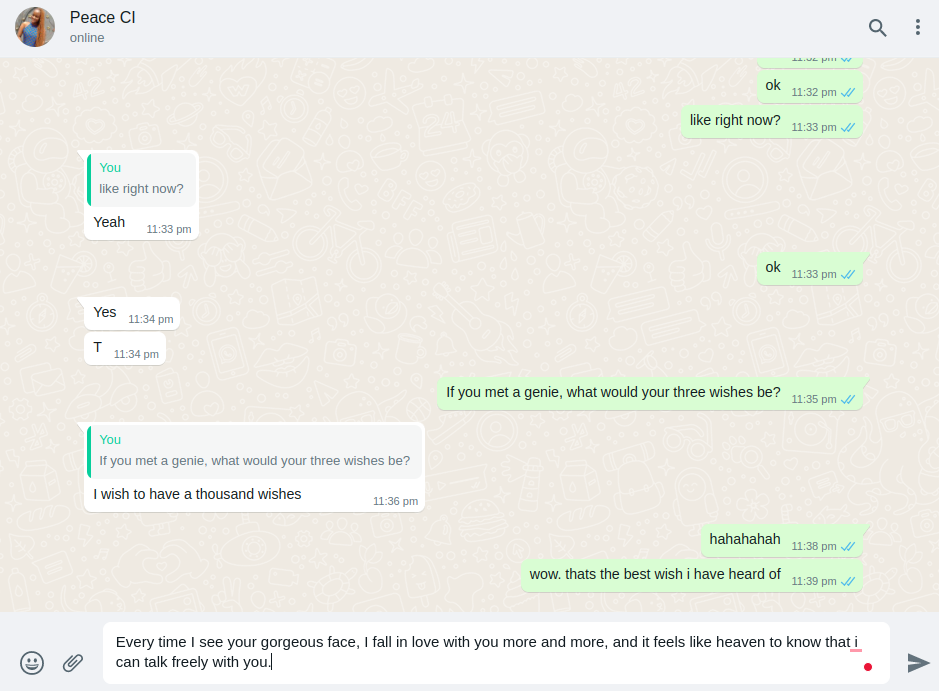 Peace CI
online
11:32 pm
ok
11:32 pm
like right now?
11:33 pm
You
like right now?
Yeah
11:33 pm
ok
11:33 pm
Yes
11:34 pm
T
11:34 pm
If you met a genie, what would your three wishes be?
11:35 pm
You
If you met a genie, what would your three wishes be?
I wish to have a thousand wishes
11:36 pm
hahahahah
11:38 pm
wow. thats the best wish i have heard of
11:39 pm
Every time I see your gorgeous face, I fall in love with you more and more, and it feels like heaven to know that i
can talk freely with you.